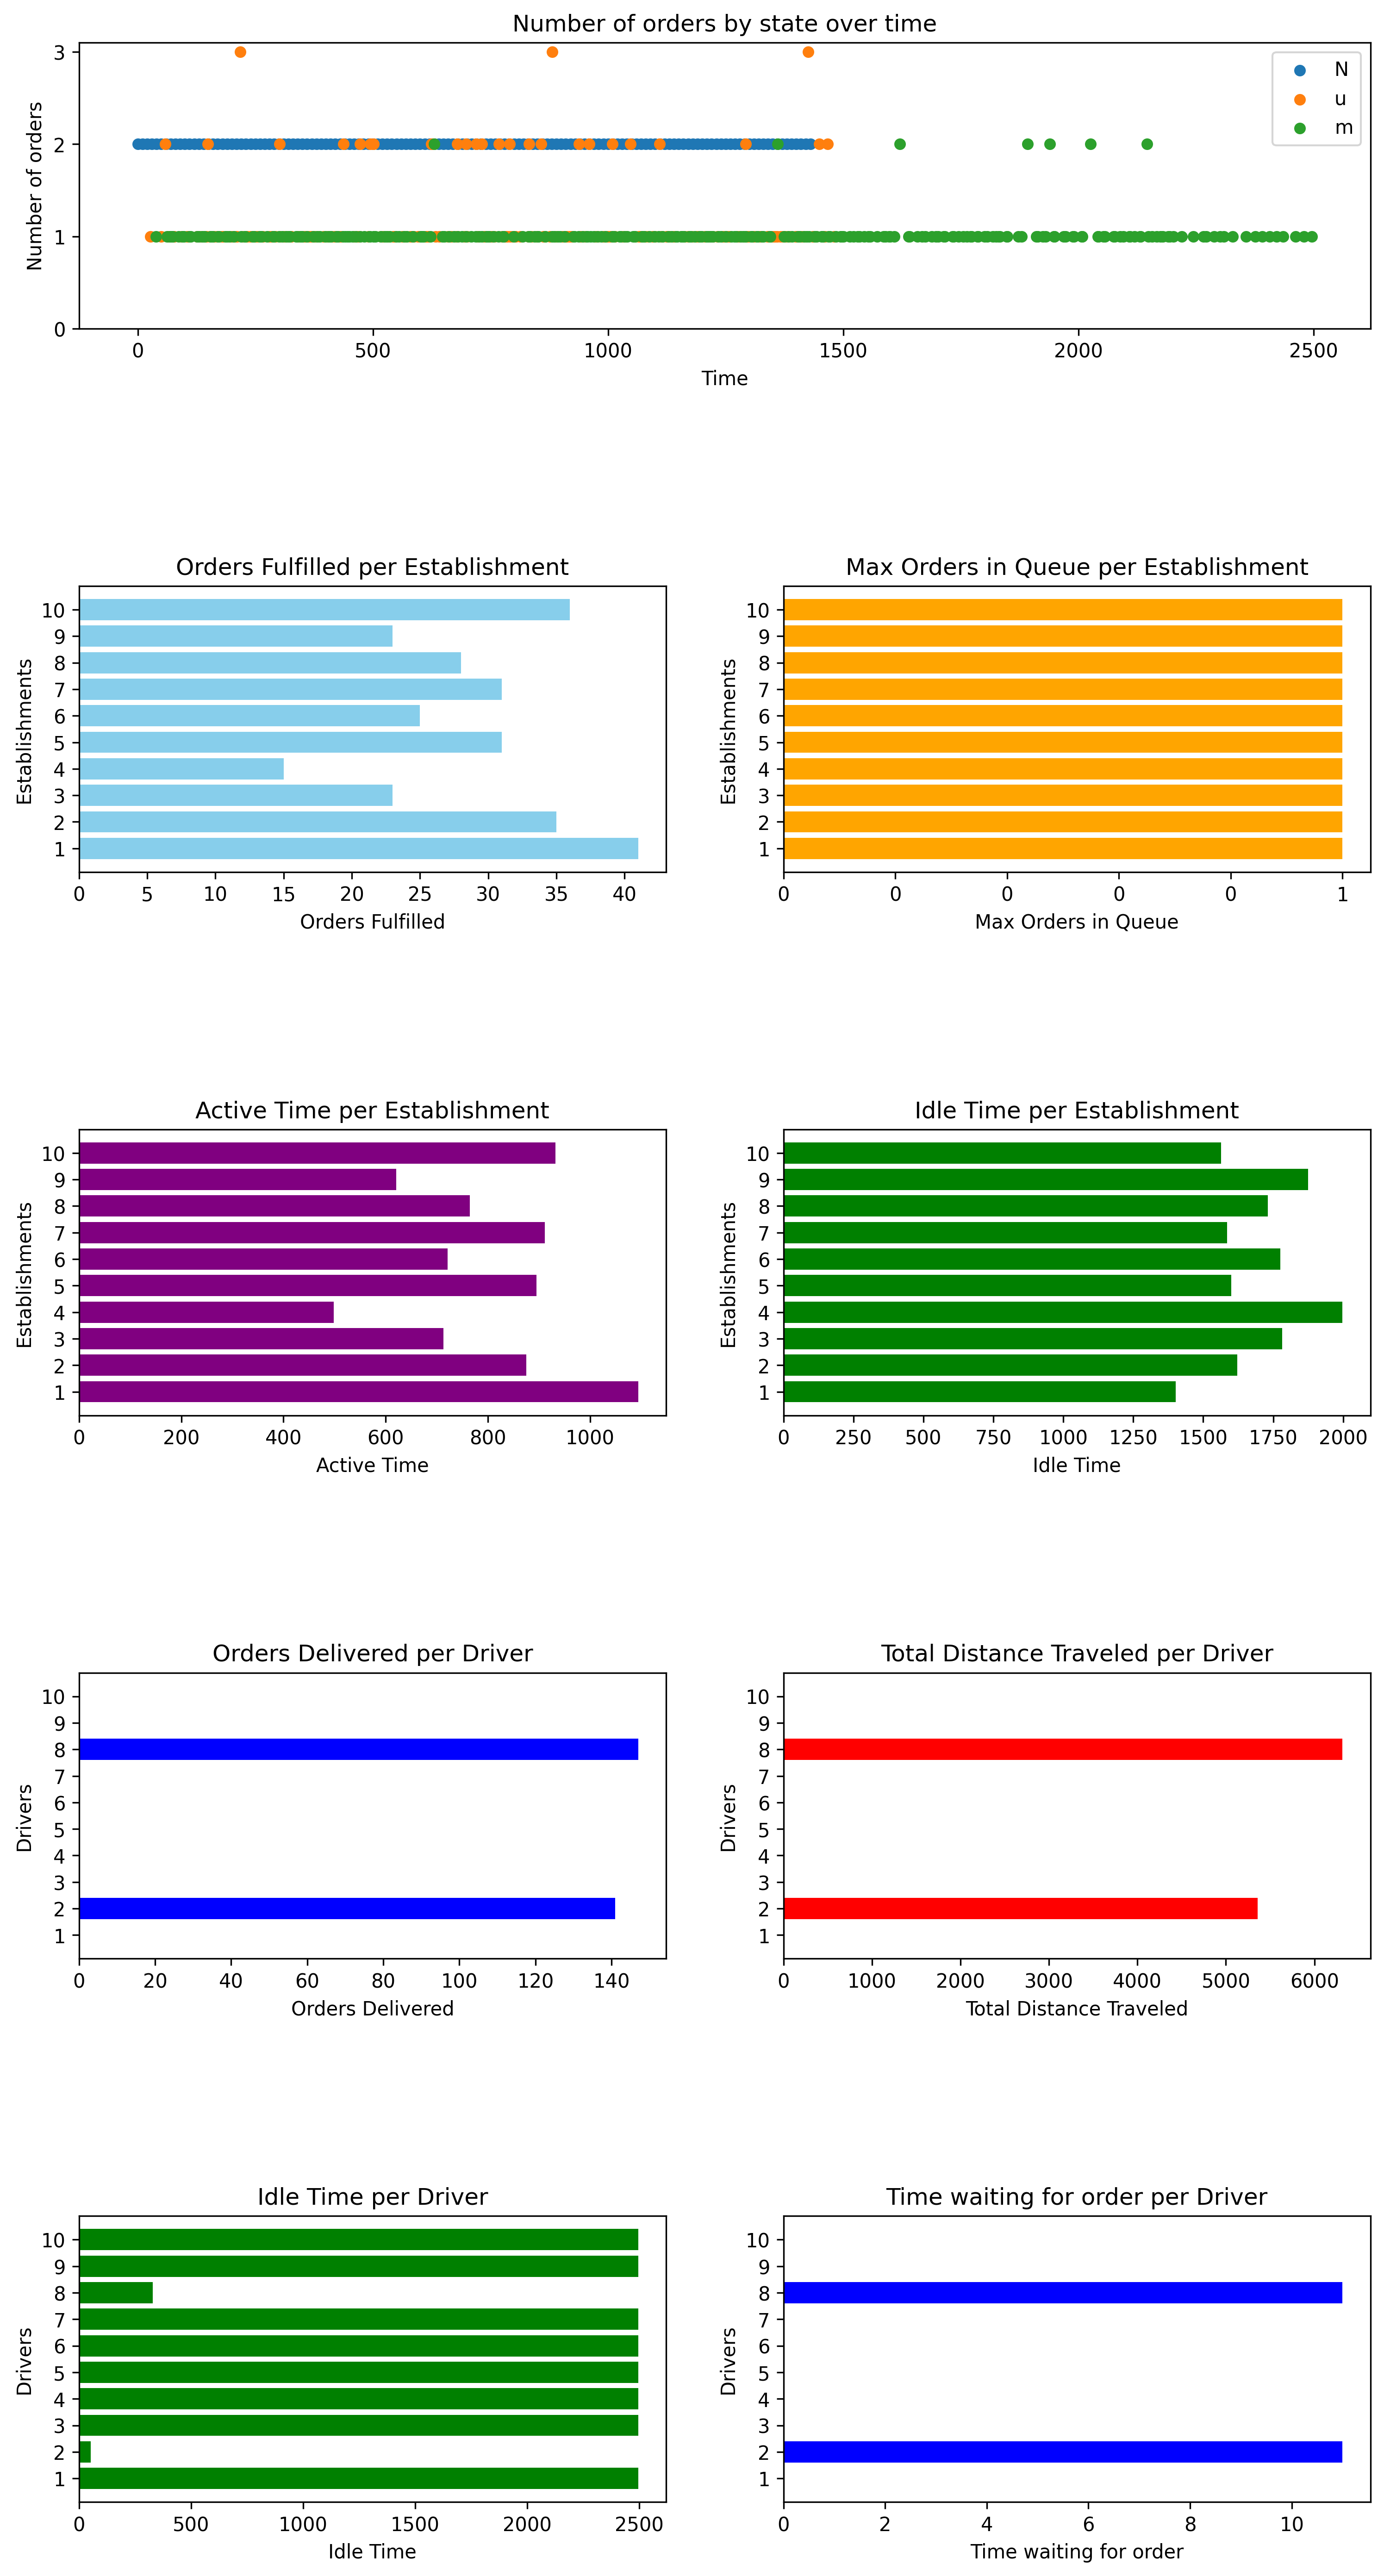 Number of orders by state over time
Number of orders
3
2
1
0
N
u
m
0 500 1000 1500 2000 2500
Time
Orders Fulfilled per Establishment
Establishments
10
9
8
7
6
5
4
3
2
1
0 5 10 15 20 25 30 35 40
Orders Fulfilled
Max Orders in Queue per Establishment
Establishments
10
9
8
7
6
5
4
3
2
1
0 0 0 0 0 1
Max Orders in Queue
Active Time per Establishment
Establishments
10
9
8
7
6
5
4
3
2
1
0 200 400 600 800 1000
Active Time
Idle Time per Establishment
Establishments
10
9
8
7
6
5
4
3
2
1
0 250 500 750 1000 1250 1500 1750 2000
Idle Time
Orders Delivered per Driver
Drivers
10
9
8
7
6
5
4
3
2
1
0 20 40 60 80 100 120 140
Orders Delivered
Total Distance Traveled per Driver
Drivers
10
9
8
7
6
5
4
3
2
1
0 1000 2000 3000 4000 5000 6000
Total Distance Traveled
Idle Time per Driver
Drivers
10
9
8
7
6
5
4
3
2
1
0 500 1000 1500 2000 2500
Idle Time
Time waiting for order per Driver
Drivers
10
9
8
7
6
5
4
3
2
1
0 2 4 6 8 10
Time waiting for order